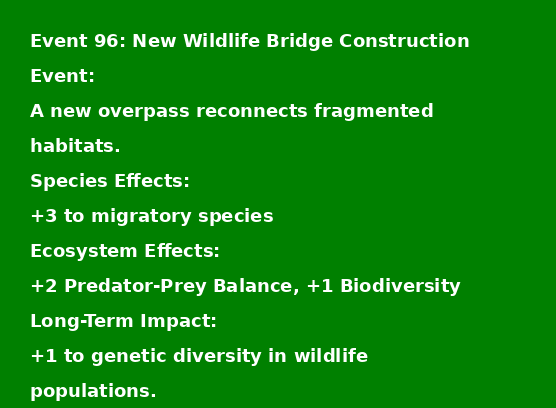 Event 96: New Wildlife Bridge Construction
Event:
A new overpass reconnects fragmented
habitats.
Species Effects:
+3 to migratory species
Ecosystem Effects:
+2 Predator-Prey Balance, +1 Biodiversity
Long-Term Impact:
+1 to genetic diversity in wildlife
populations.